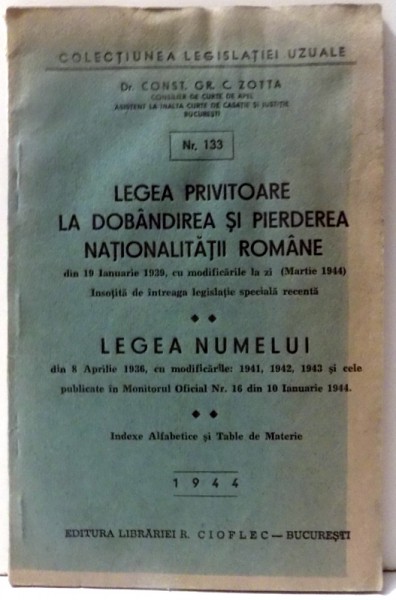 COLECȚIUNEA LEGISLAȚIEI UZUALE
Dr. CONST. GR. C. ZOTTA
CONSILIER DE CURTE DE APEL
ASISTENT LA INALTA CURTE DE CASAȚIE ȘI JUSTIȚIE
BUCUREȘTI
Nr. 133
LEGEA PRIVITOARE
LA DOBÂNDIREA ȘI PIERDEREA
NAȚIONALITĂȚII ROMÂNE
din 19 Ianuarie 1939, cu modificările la zi (Martie 1944)
Insoțită de întreaga legislație specială recentă
LEGEA NUMELUI
din 8 Aprilie 1936, cu modificările: 1941, 1942, 1943 și cele
publicate în Monitorul Oficial Nr. 16 din 10 Ianuarie 1944.
Indexe Alfabetice și Table de Materie
1944
EDITURA LIBRĂRIEI R. CIOFLEC — BUCUREȘTI